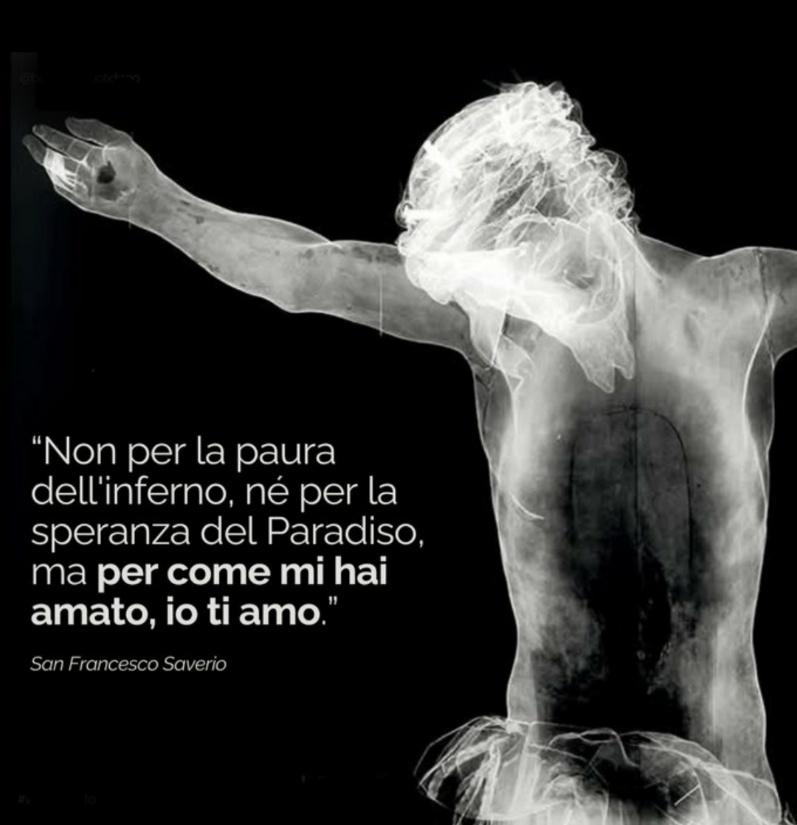 “Non per la paura
dell'inferno, né per la
speranza del Paradiso,
ma per come mi hai
amato, io ti amo.”
San Francesco Saverio